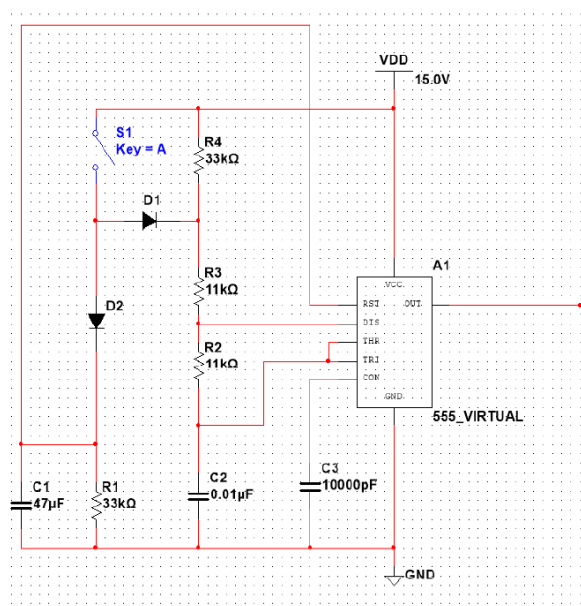 VDD
15.0V
S1
Key = A
R4
33kΩ
D1
R3
11kΩ
D2
R2
11kΩ
A1
VCC
RST
OUT
DIS
THR
TRI
CON
GND
555_VIRTUAL
C1
47µF
R1
33kΩ
C2
0.01µF
C3
10000pF
GND